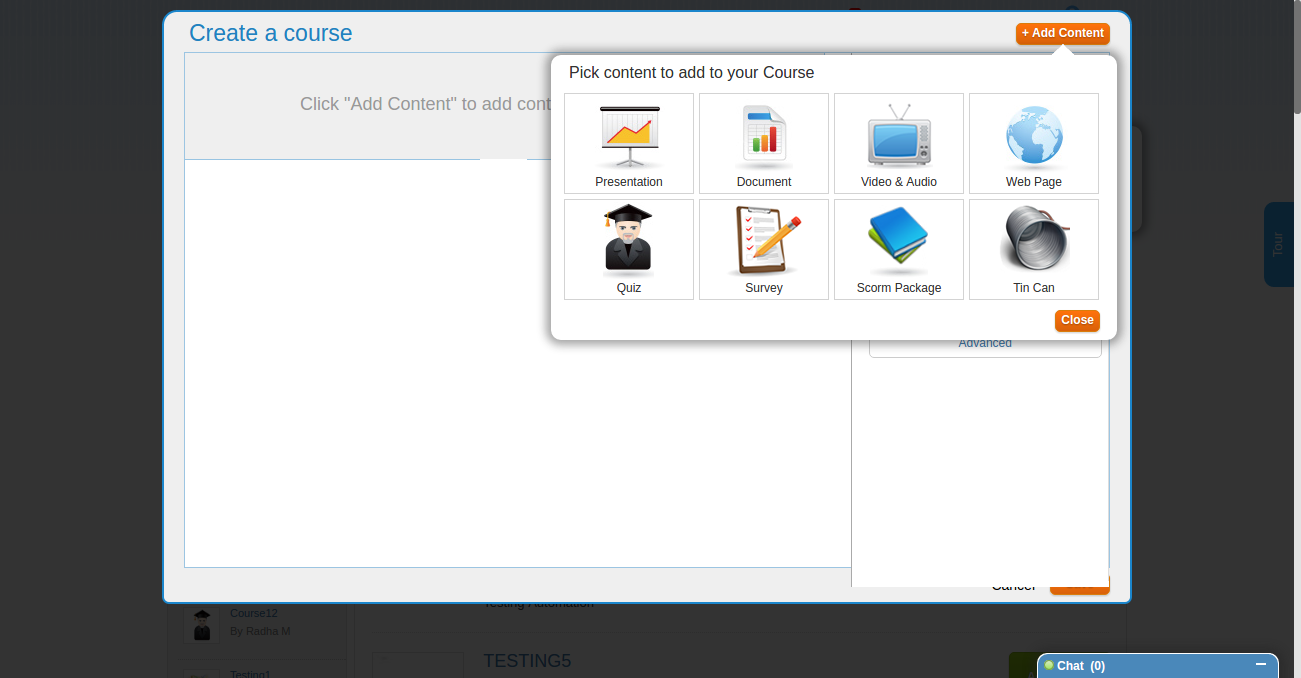 Create a course
+ Add Content
Pick content to add to your Course
Click "Add Content" to add cont
Presentation
Document
Video & Audio
Web Page
Quiz
Survey
Scorm Package
Tin Can
Close
Advanced
Tour
Cancel
Testing Automation
Course12
By Radha M
TESTING5
Testing1
Chat (0)